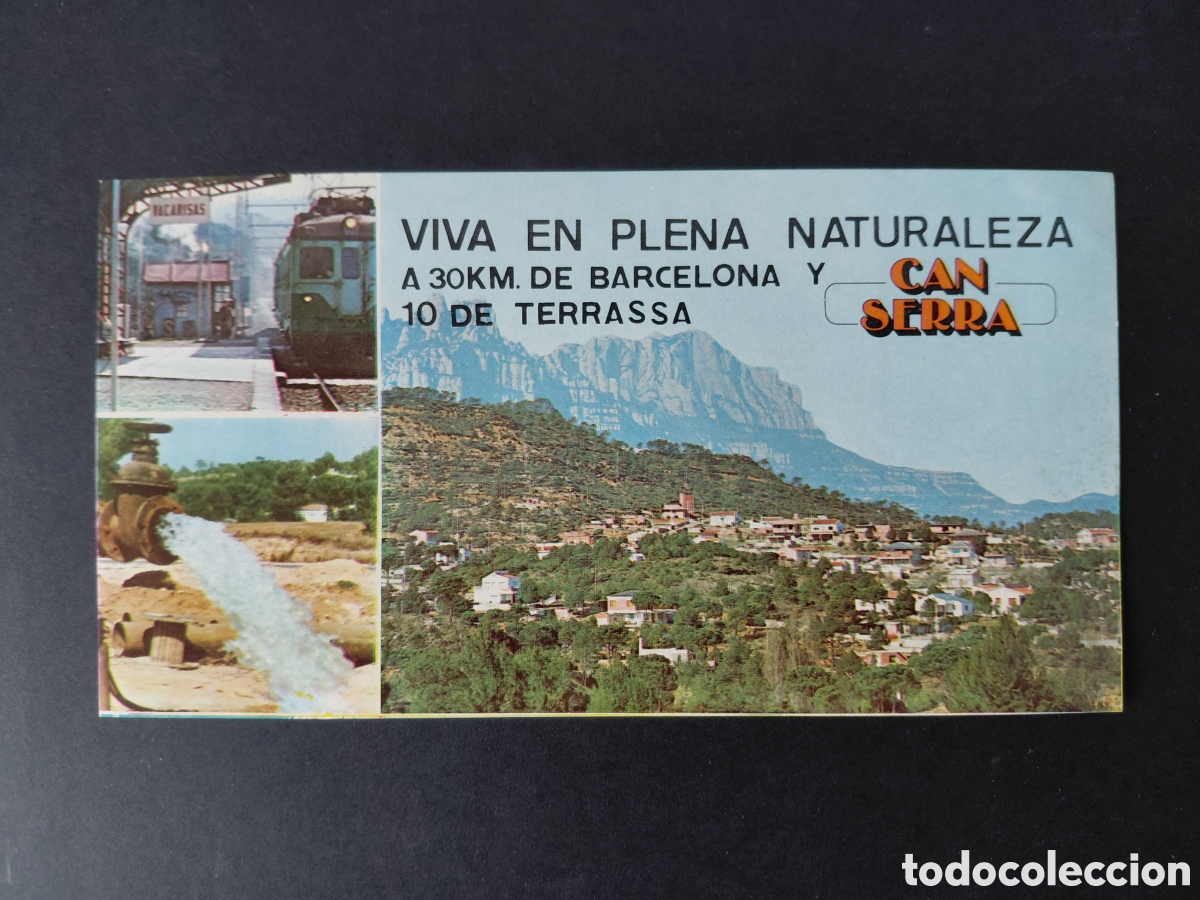 VACARISAS
VIVA EN PLENA NATURALEZA
A 30KM. DE BARCELONA Y
10 DE TERRASSA
CAN
SERRA
todocoleccion